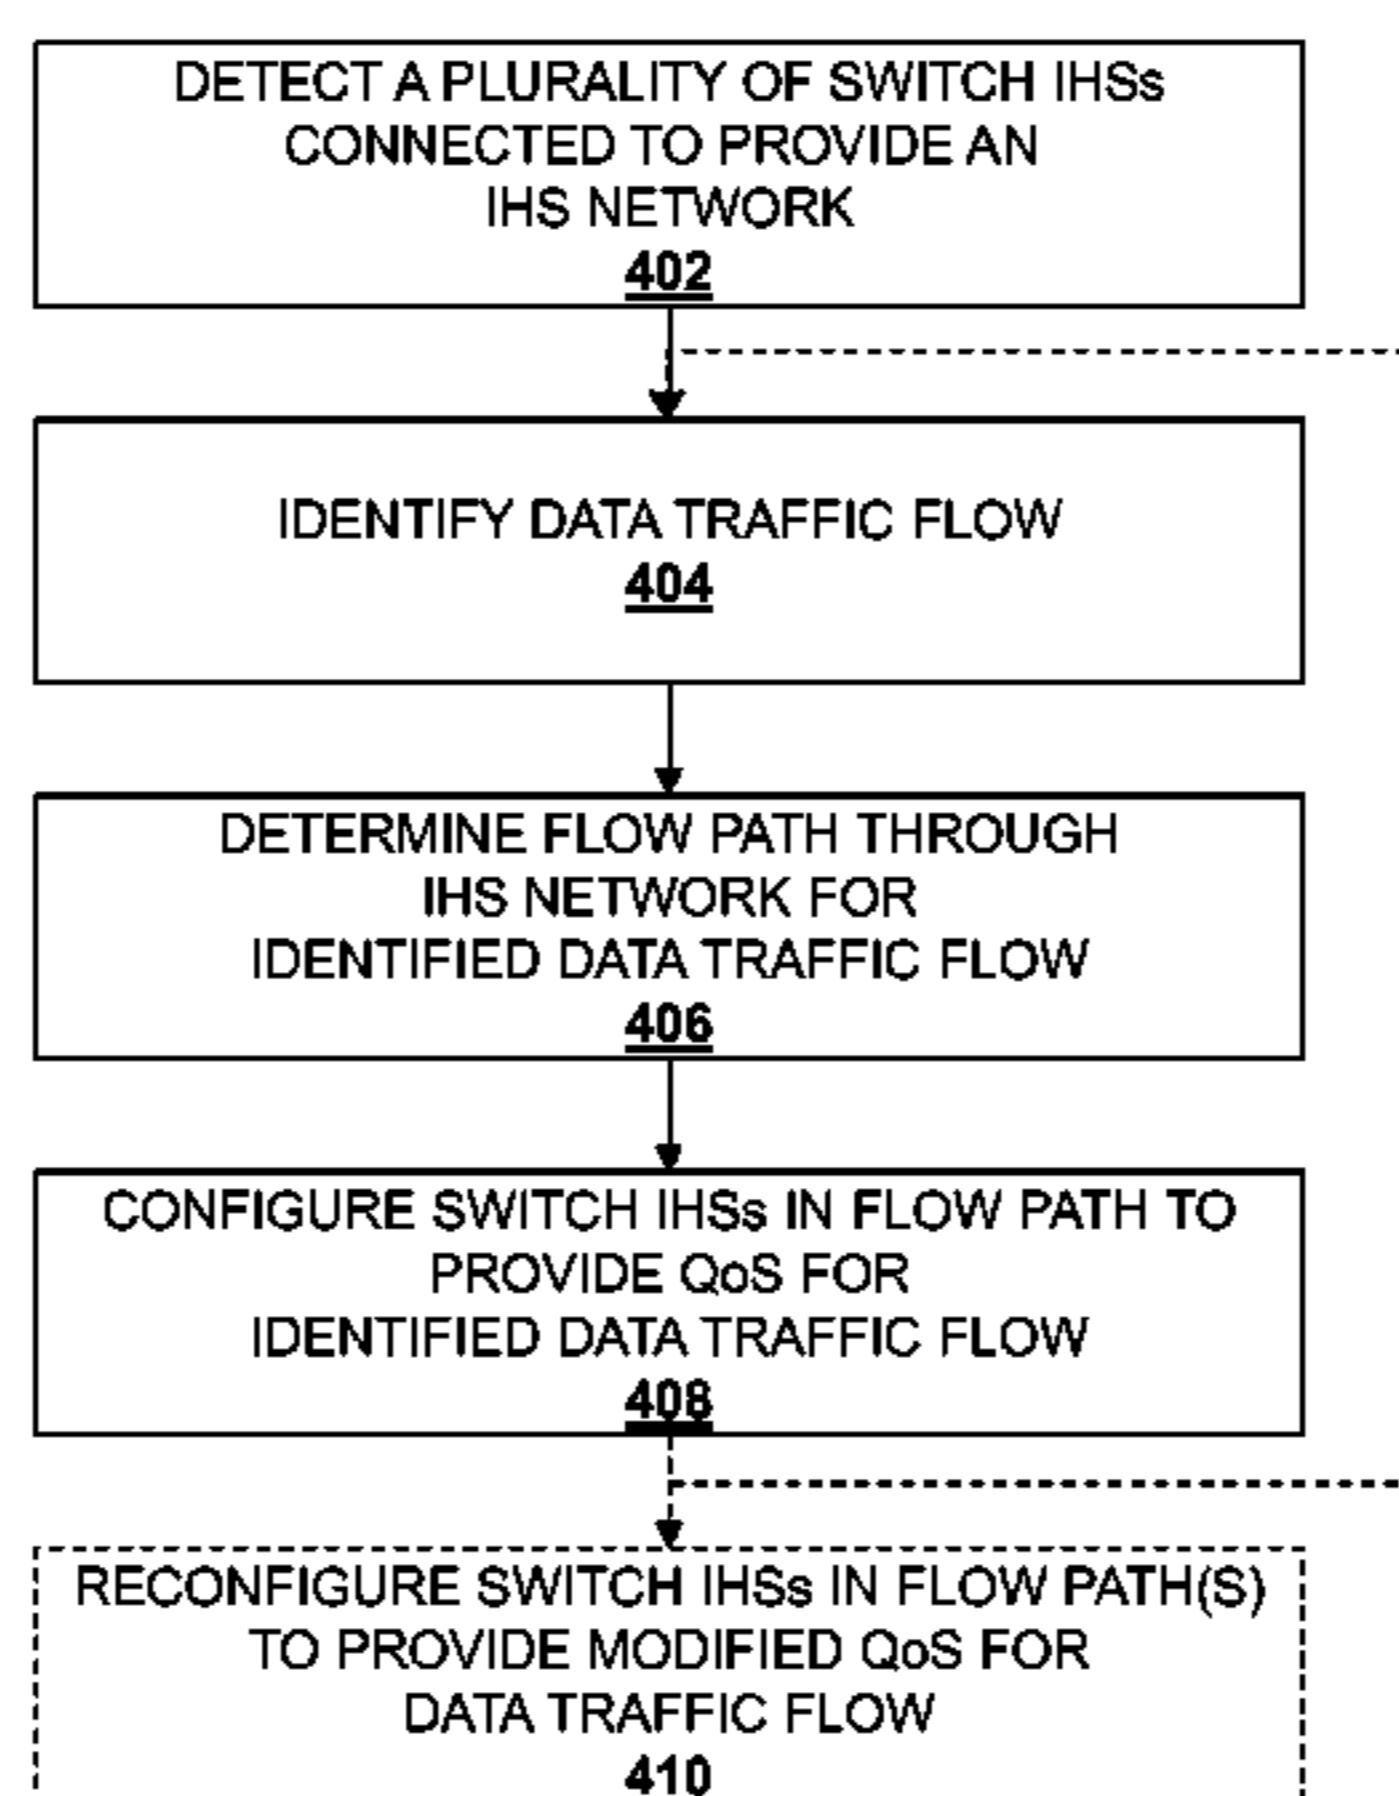 DETECT A PLURALITY OF SWITCH IHSs
CONNECTED TO PROVIDE AN
IHS NETWORK
402
IDENTIFY DATA TRAFFIC FLOW
404
DETERMINE FLOW PATH THROUGH
IHS NETWORK FOR
IDENTIFIED DATA TRAFFIC FLOW
406
CONFIGURE SWITCH IHSs IN FLOW PATH TO
PROVIDE QoS FOR
IDENTIFIED DATA TRAFFIC FLOW
408
RECONFIGURE SWITCH IHSs IN FLOW PATH(S)
TO PROVIDE MODIFIED QoS FOR
DATA TRAFFIC FLOW
410